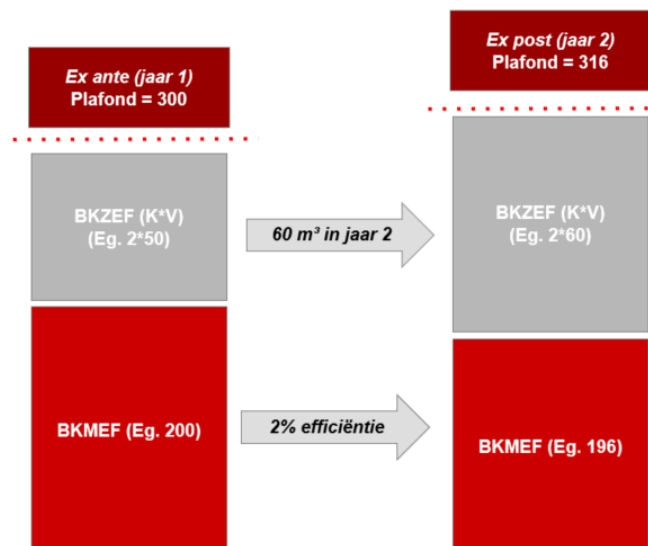 Ex ante (jaar 1)
Plafond = 300
Ex post (jaar 2)
Plafond = 316
BKZEF (K*V)
(Eg. 2*50)
60 m³ in jaar 2
BKZEF (K*V)
(Eg. 2*60)
BKMEF (Eg. 200)
2% efficiëntie
BKMEF (Eg. 196)